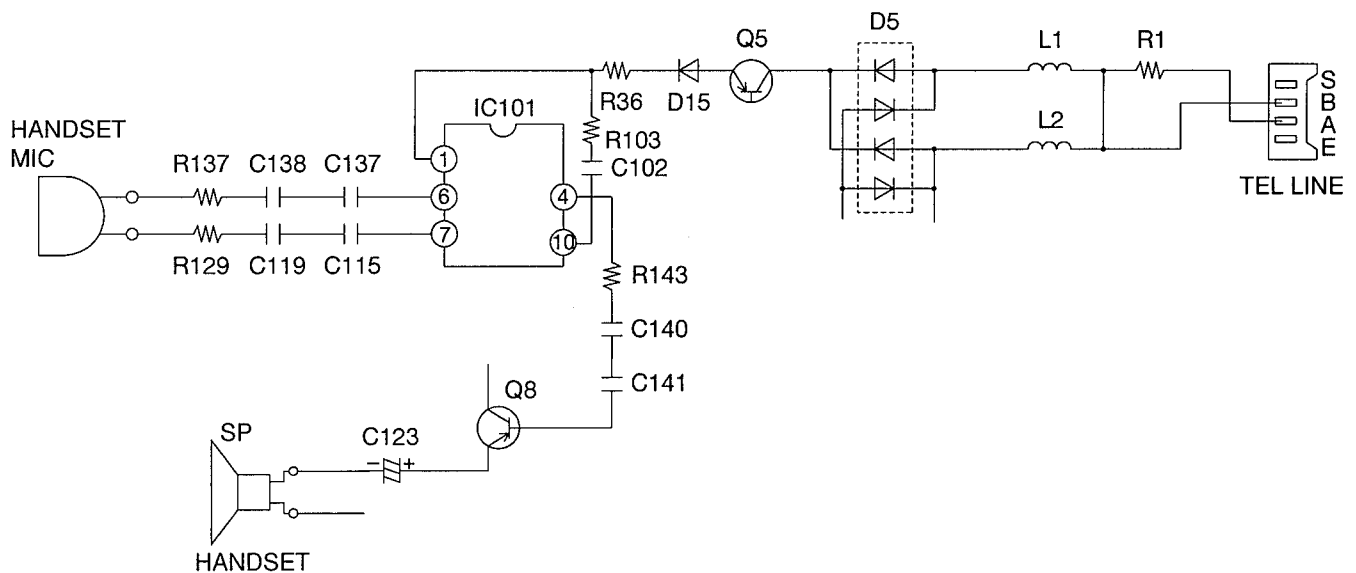 D5
Q5
L1
R1
D15
R36
S
B
A
E
IC101
R103
C102
L2
TEL LINE
HANDSET
MIC
R137
C138
C137
1
6
4
7
10
R129
C119
C115
R143
C140
C141
Q8
SP
C123
− +
HANDSET